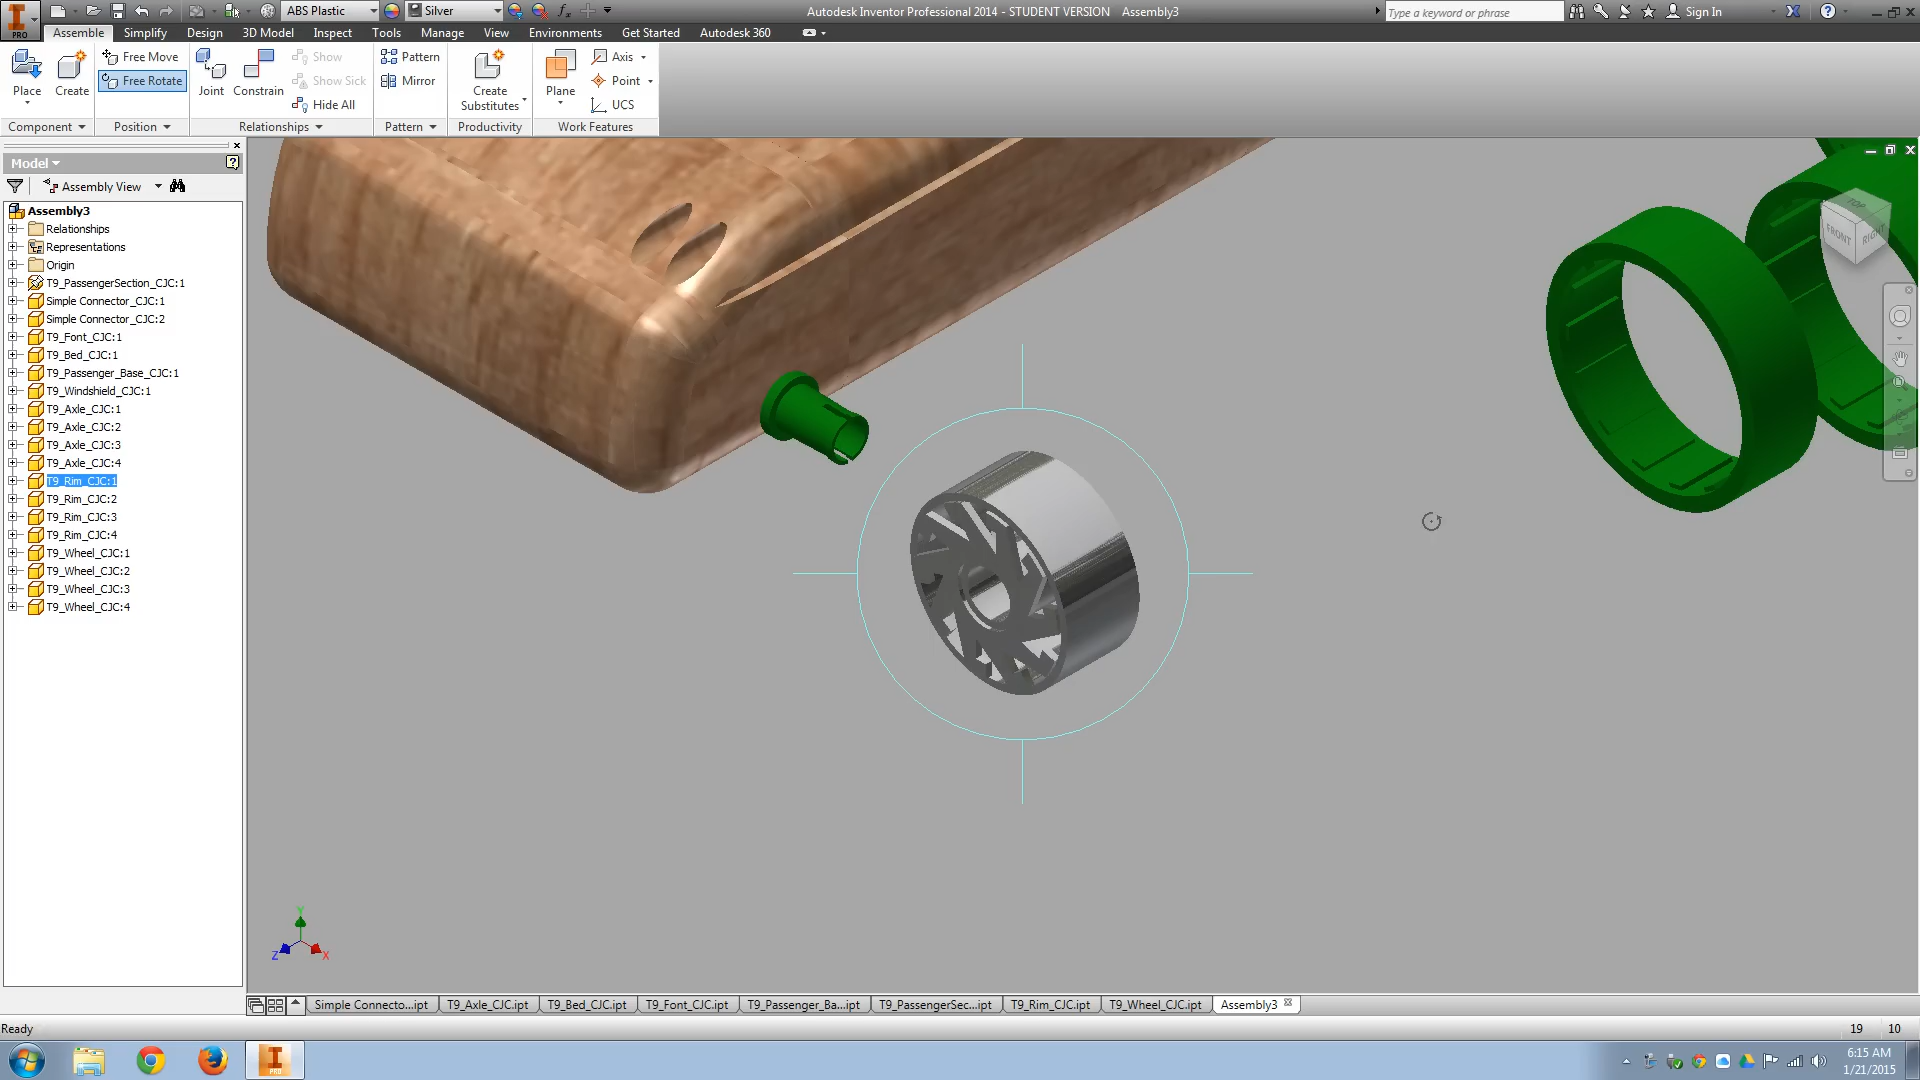 ABS Plastic
Silver
Autodesk Inventor Professional 2014 - STUDENT VERSION Assembly3
Type a keyword or phrase
Sign In
PRO
Assemble Simplify Design 3D Model Inspect Tools Manage View Environments Get Started Autodesk 360
Place
Create
Free Move
Free Rotate
Joint
Constrain
Show
Show Sick
Hide All
Pattern
Mirror
Create
Substitutes
Plane
Axis
Point
UCS
Component
Position
Relationships
Pattern
Productivity
Work Features
Model
Assembly View
Assembly3
Relationships
Representations
Origin
T9_PassengerSection_CJC:1
Simple Connector_CJC:1
Simple Connector_CJC:2
T9_Font_CJC:1
T9_Bed_CJC:1
T9_Passenger_Base_CJC:1
T9_Windshield_CJC:1
T9_Axle_CJC:1
T9_Axle_CJC:2
T9_Axle_CJC:3
T9_Axle_CJC:4
T9_Rim_CJC:1
T9_Rim_CJC:2
T9_Rim_CJC:3
T9_Rim_CJC:4
T9_Wheel_CJC:1
T9_Wheel_CJC:2
T9_Wheel_CJC:3
T9_Wheel_CJC:4
TOP
FRONT
RIGHT
Y
Z
X
Simple Connecto...ipt
T9_Axle_CJC.ipt
T9_Bed_CJC.ipt
T9_Font_CJC.ipt
T9_Passenger_Ba...ipt
T9_PassengerSec...ipt
T9_Rim_CJC.ipt
T9_Wheel_CJC.ipt
Assembly3
Ready
19
10
PRO
6:15 AM
1/21/2015